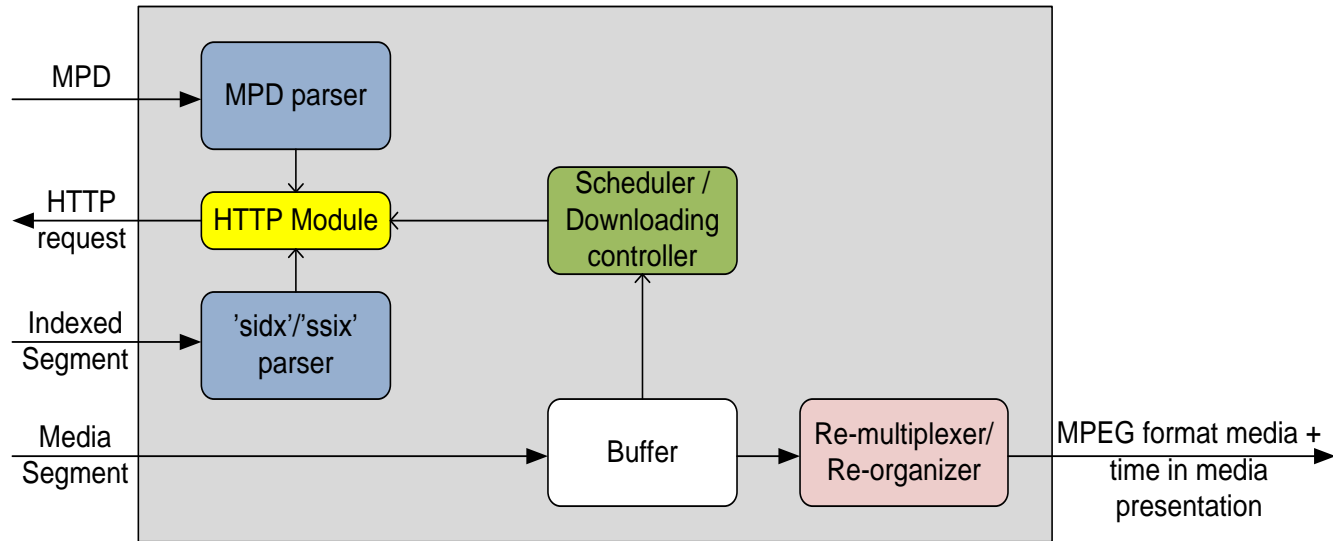 MPD
MPD parser
HTTP
request
HTTP Module
Scheduler /
Downloading
controller
Indexed
Segment
’sidx’/’ssix’
parser
Media
Segment
Buffer
Re-multiplexer/
Re-organizer
MPEG format media +
time in media
presentation